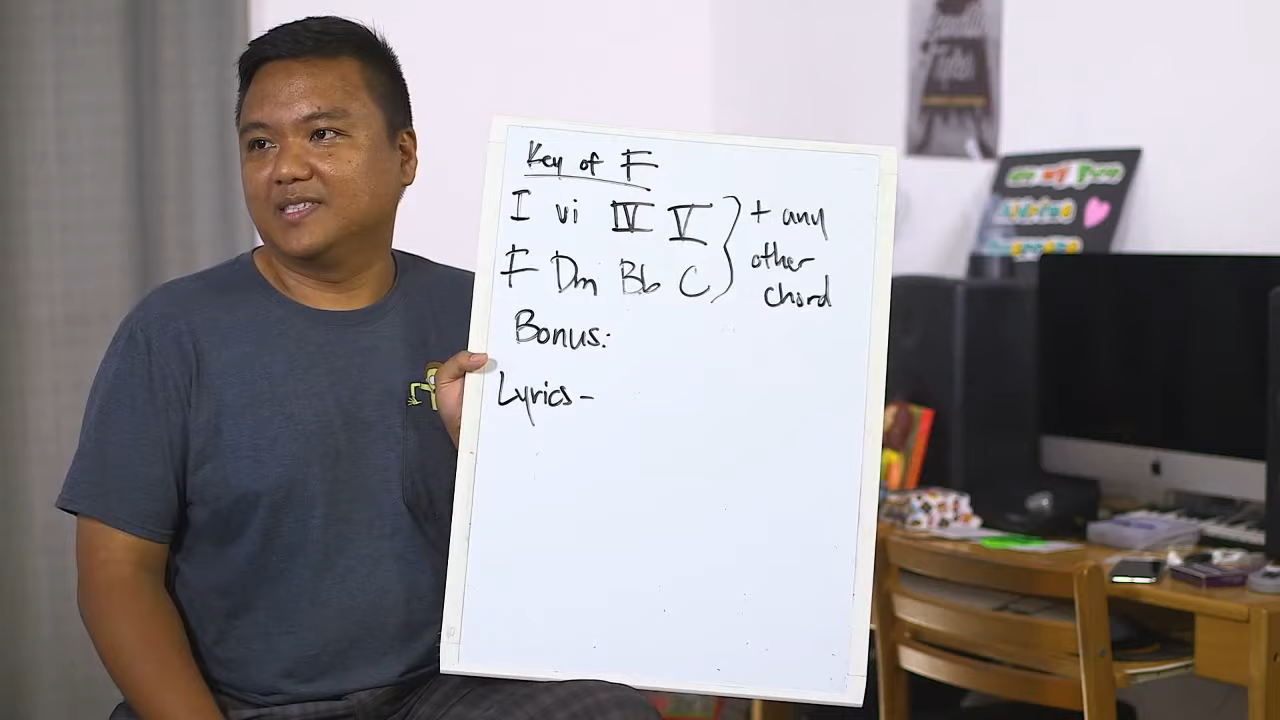 Key of F
I vi IV V } + any
other
F Dm Bb C chord
Bonus:
Lyrics -